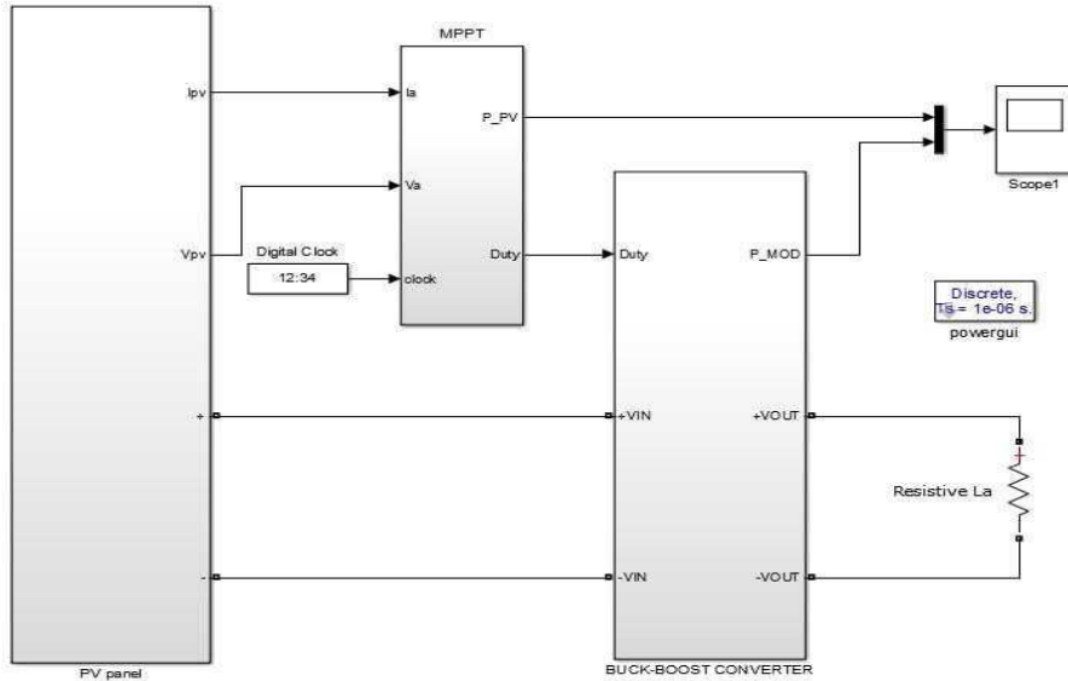 MPPT
Ipv
Ia
P_PV
Scope1
Va
Vpv
Digital Clock
12:34
clock
Duty
Duty
P_MOD
Discrete,
Ts = 1e-06 s.
powergui
+
+VIN
+VOUT
+
Resistive La
-
-VIN
-VOUT
PV panel
BUCK-BOOST CONVERTER